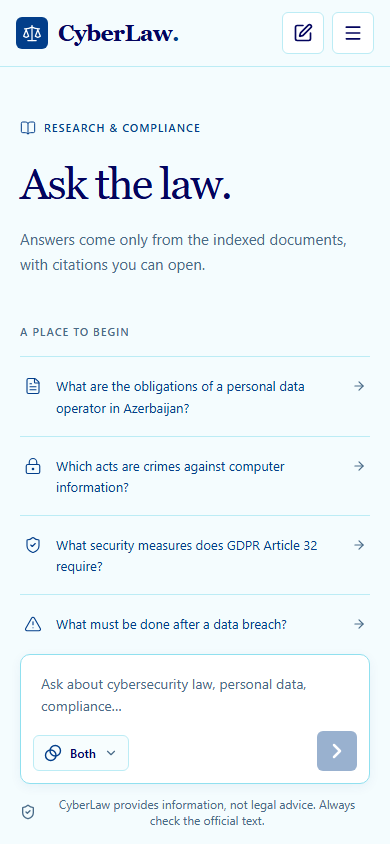 CyberLaw.
RESEARCH & COMPLIANCE
Ask the law.
Answers come only from the indexed documents,
with citations you can open.
A PLACE TO BEGIN
What are the obligations of a personal data
operator in Azerbaijan?
Which acts are crimes against computer
information?
What security measures does GDPR Article 32
require?
What must be done after a data breach?
Ask about cybersecurity law, personal data,
compliance...
Both
CyberLaw provides information, not legal advice. Always
check the official text.